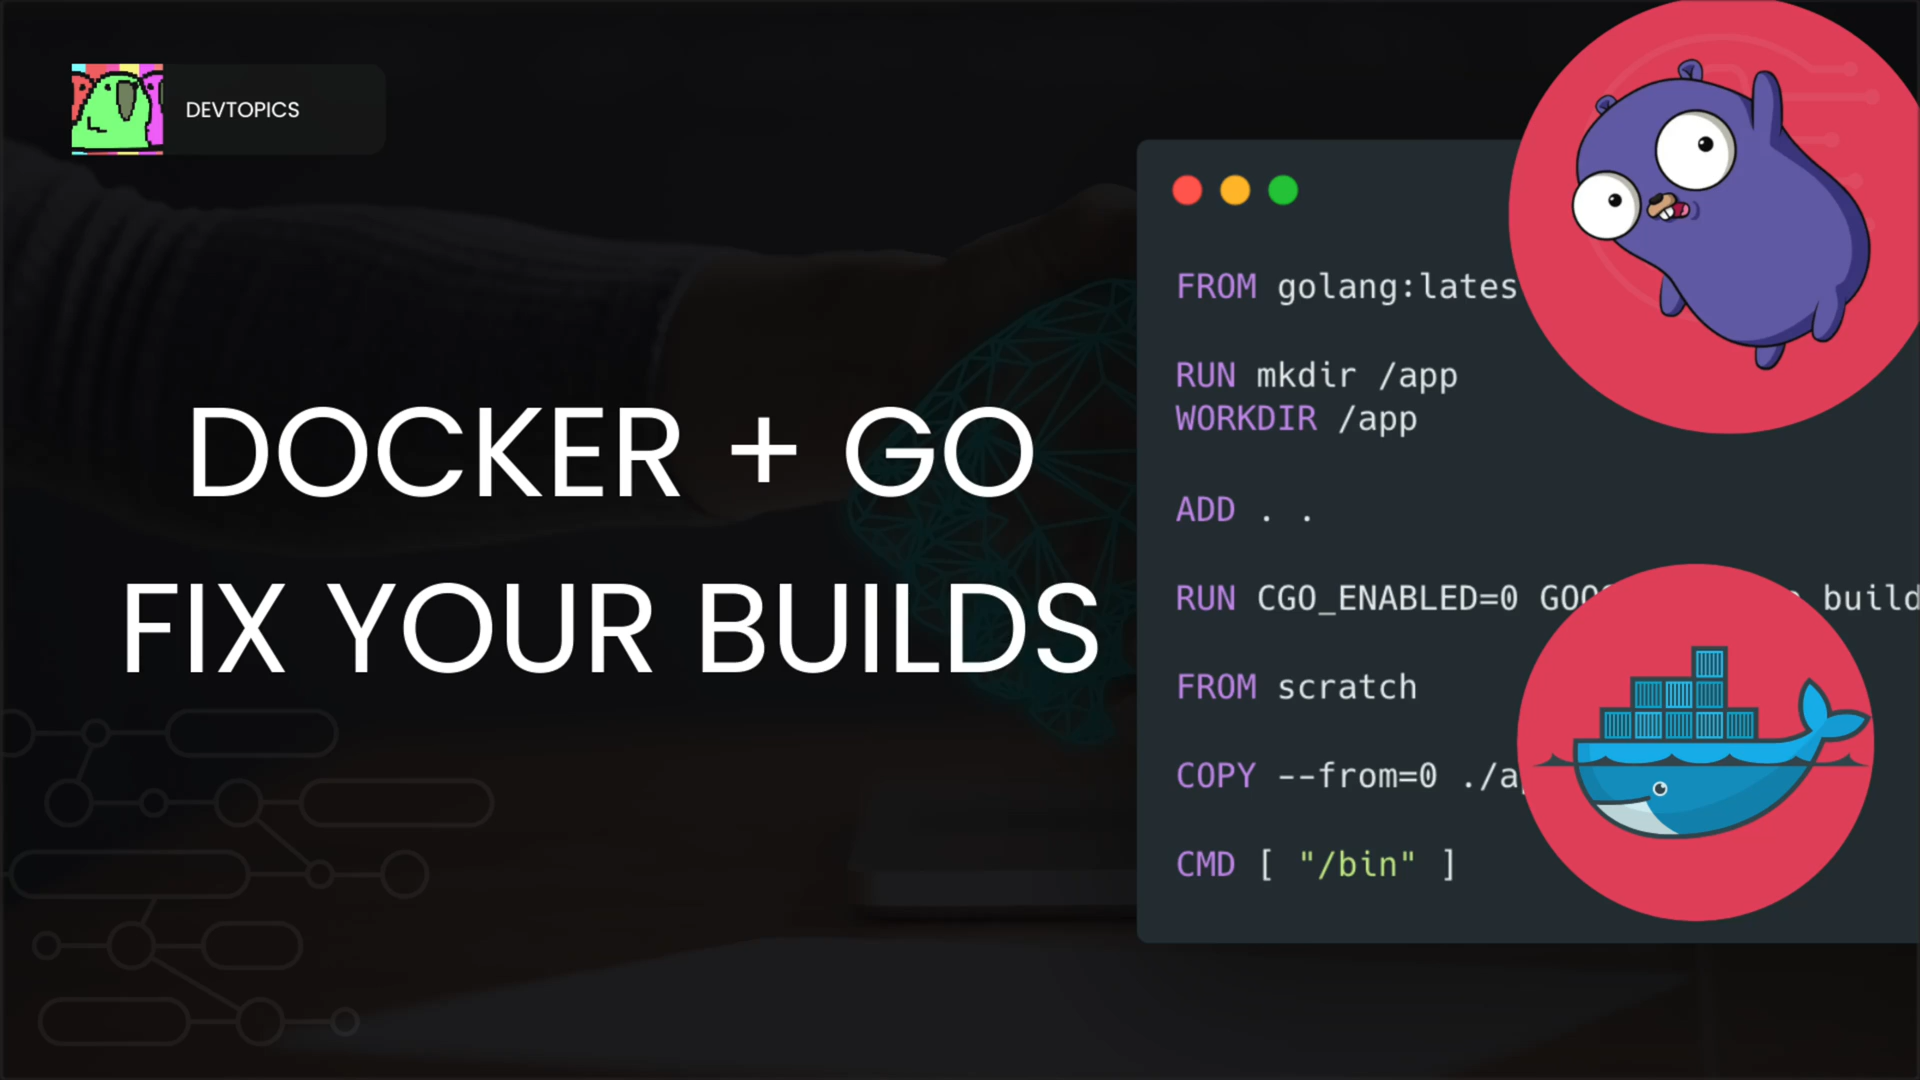 DEVTOPICS
DOCKER + GO
FIX YOUR BUILDS
FROM golang:lates
RUN mkdir /app
WORKDIR /app
ADD . .
RUN CGO_ENABLED=0 build
FROM scratch
COPY --from=0
CMD [ "/bin" ]